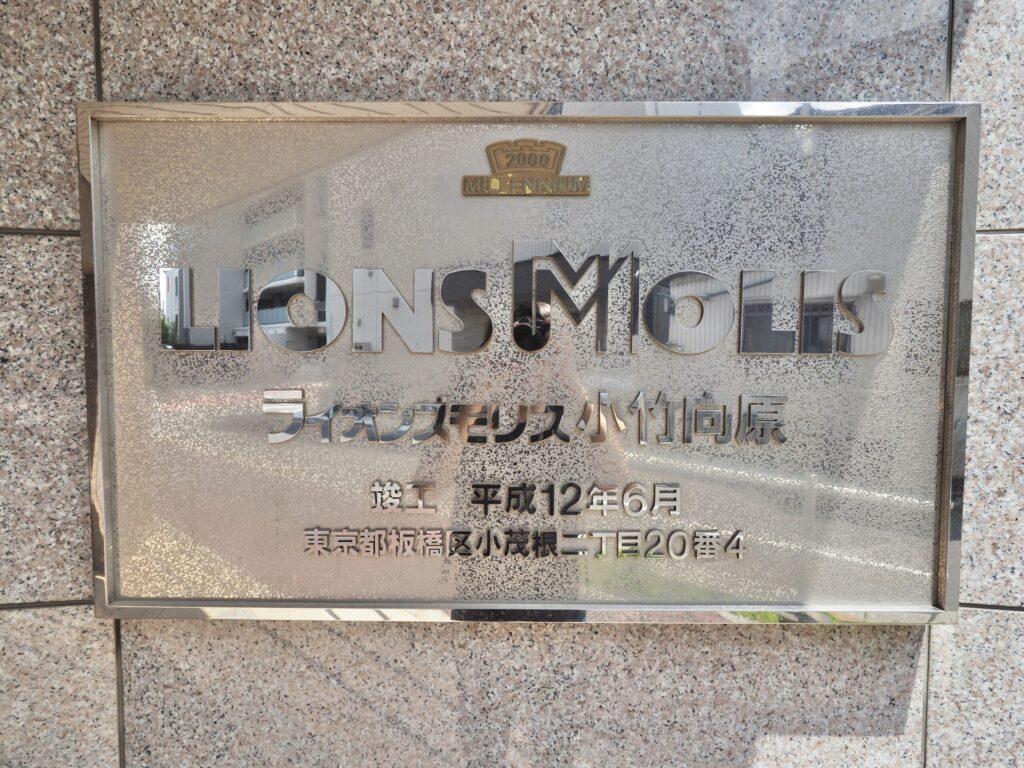 2000
MILLENNIUM
LIONS MOLIS
ライオンズモリス小竹向原
竣工 平成12年6月
東京都板橋区小茂根二丁目20番4